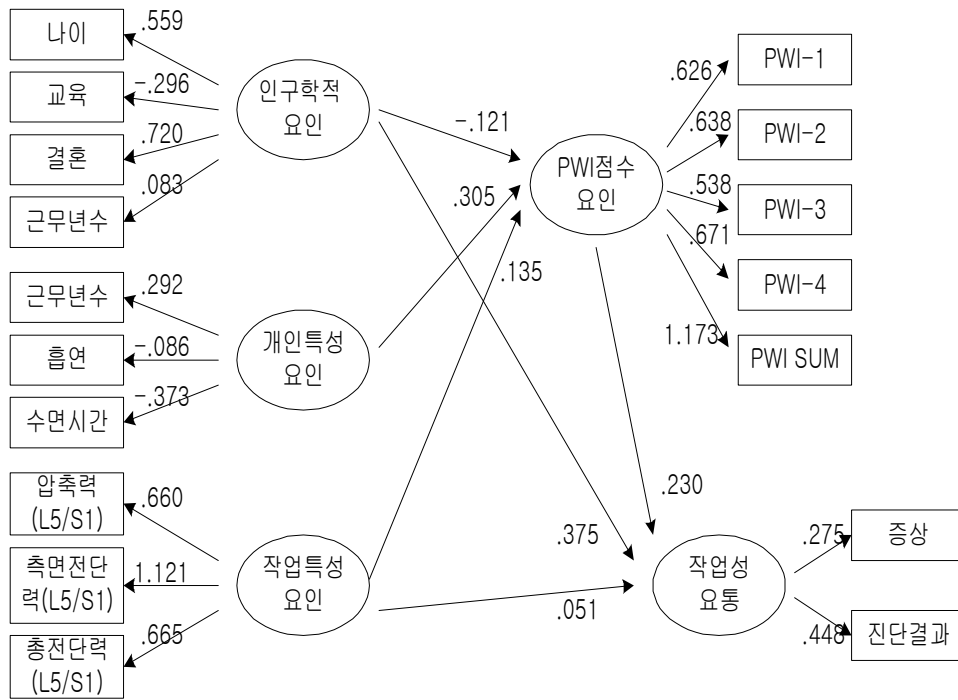 나이
.559
교육
-.296
결혼
.720
근무년수
.083
인구학적
요인
근무년수
.292
흡연
-.086
수면시간
-.373
개인특성
요인
압축력
(L5/S1)
.660
측면전단
력(L5/S1)
1.121
총전단력
(L5/S1)
.665
작업특성
요인
-.121
.305
.135
PWI점수
요인
.626
PWI-1
.638
PWI-2
.538
PWI-3
.671
PWI-4
1.173
PWI SUM
.230
.375
.051
작업성
요통
.275
증상
.448
진단결과